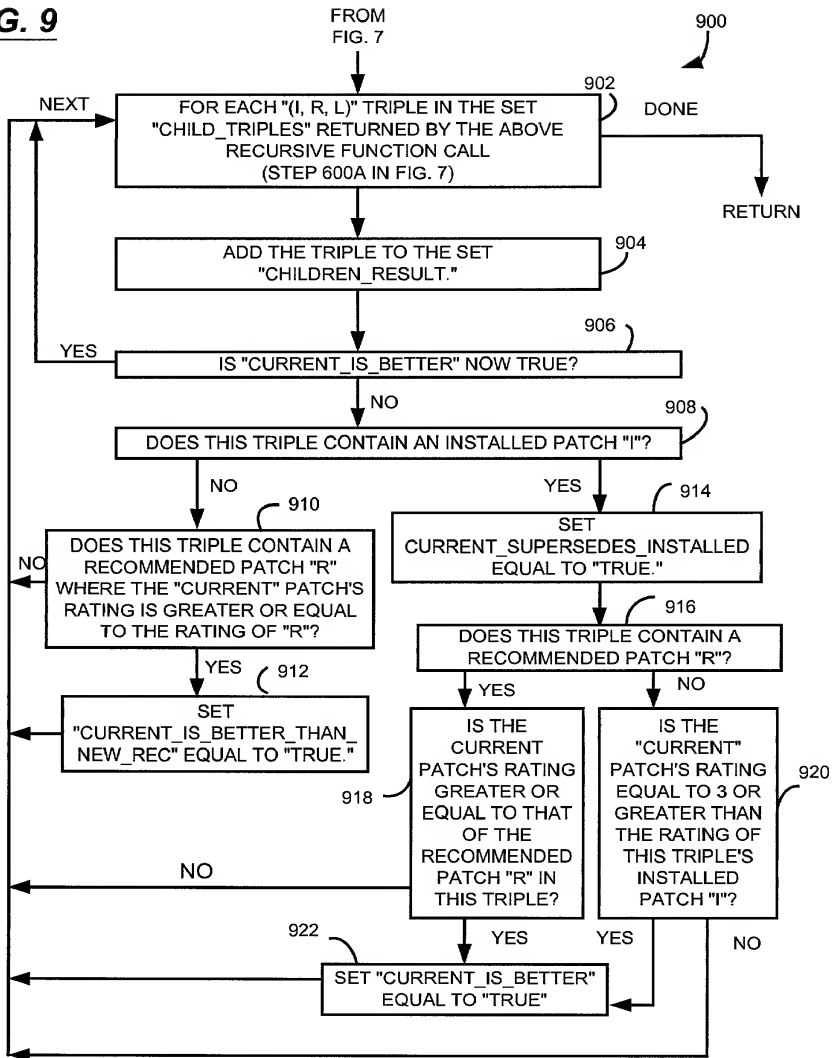 G. 9
FROM
FIG. 7
900
NEXT
902
DONE
FOR EACH "(I, R, L)" TRIPLE IN THE SET
"CHILD_TRIPLES" RETURNED BY THE ABOVE
RECURSIVE FUNCTION CALL
(STEP 600A IN FIG. 7)
RETURN
ADD THE TRIPLE TO THE SET
"CHILDREN_RESULT."
904
906
YES
IS "CURRENT_IS_BETTER" NOW TRUE?
NO
908
DOES THIS TRIPLE CONTAIN AN INSTALLED PATCH "I"?
NO
YES
910
914
DOES THIS TRIPLE CONTAIN A
RECOMMENDED PATCH "R"
WHERE THE "CURRENT" PATCH'S
RATING IS GREATER OR EQUAL
TO THE RATING OF "R"?
NO
SET
CURRENT_SUPERSEDES_INSTALLED
EQUAL TO "TRUE."
916
DOES THIS TRIPLE CONTAIN A
RECOMMENDED PATCH "R"?
YES
912
YES
NO
SET
"CURRENT_IS_BETTER_THAN_
NEW_REC" EQUAL TO "TRUE."
IS THE
CURRENT
PATCH'S RATING
GREATER OR
EQUAL TO THAT
OF THE
RECOMMENDED
PATCH "R" IN
THIS TRIPLE?
918
IS THE
"CURRENT"
PATCH'S RATING
EQUAL TO 3 OR
GREATER THAN
THE RATING OF
THIS TRIPLE'S
INSTALLED
PATCH "I"?
920
NO
922
YES
YES
NO
SET "CURRENT_IS_BETTER"
EQUAL TO "TRUE"